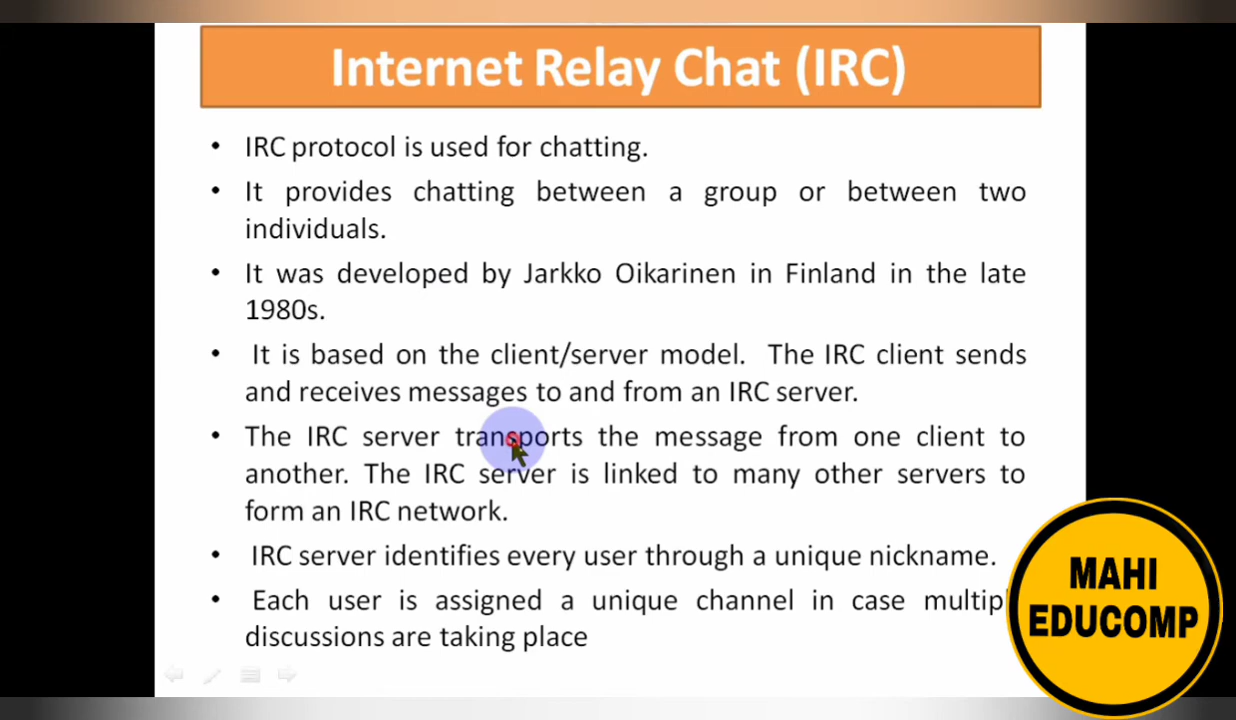 Internet Relay Chat (IRC)
• IRC protocol is used for chatting.
• It provides chatting between a group or between two
individuals.
• It was developed by Jarkko Oikarinen in Finland in the late
1980s.
• It is based on the client/server model. The IRC client sends
and receives messages to and from an IRC server.
• The IRC server transports the message from one client to
another. The IRC server is linked to many other servers to
form an IRC network.
• IRC server identifies every user through a unique nickname.
• Each user is assigned a unique channel in case multipl
discussions are taking place
MAHI
EDUCOMP